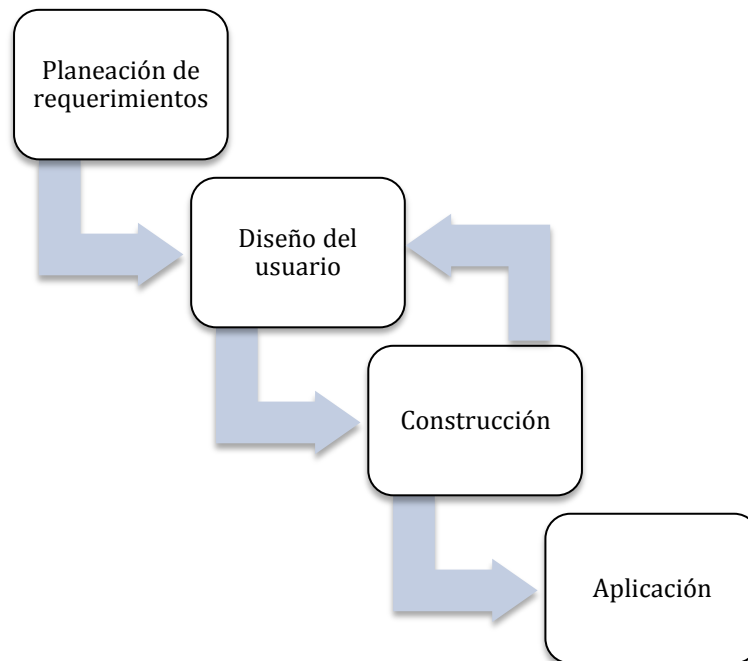 Planeación de
requerimientos
Diseño del
usuario
Construcción
Aplicación